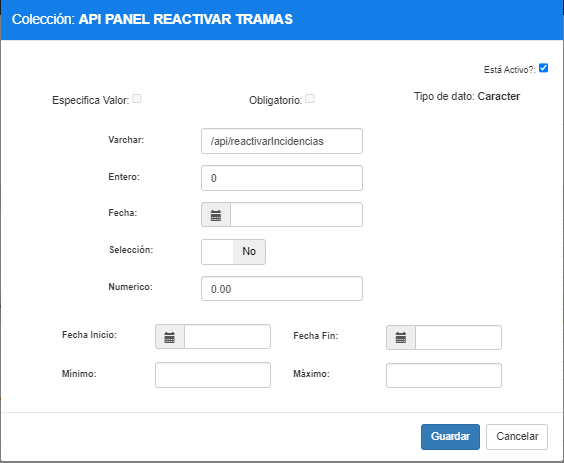 Colección: API PANEL REACTIVAR TRAMAS
Está Activo?:
Especifica Valor:
Obligatorio:
Tipo de dato: Caracter
Varchar:
/api/reactivarIncidencias
Entero:
0
Fecha:
Selección:
No
Numerico:
0.00
Fecha Inicio:
Fecha Fin:
Mínimo:
Máximo:
Guardar
Cancelar